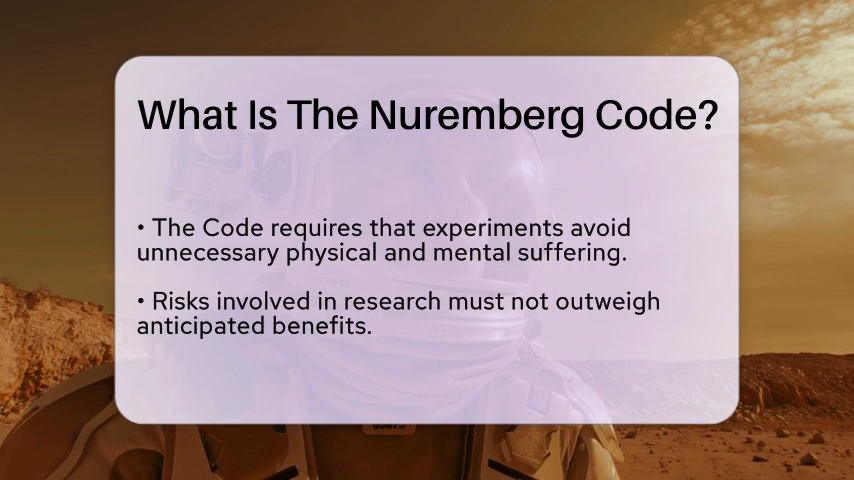 What Is The Nuremberg Code?
• The Code requires that experiments avoid
unnecessary physical and mental suffering.
• Risks involved in research must not outweigh
anticipated benefits.